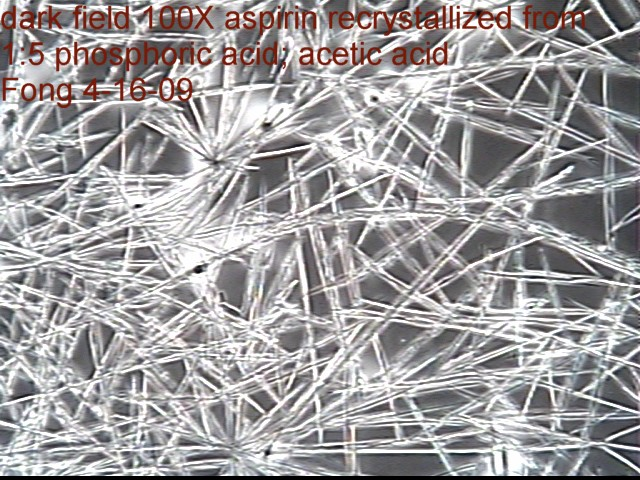 dark field 100X aspirin recrystallized from
1:5 phosphoric acid; acetic acid
Fong 4-16-09